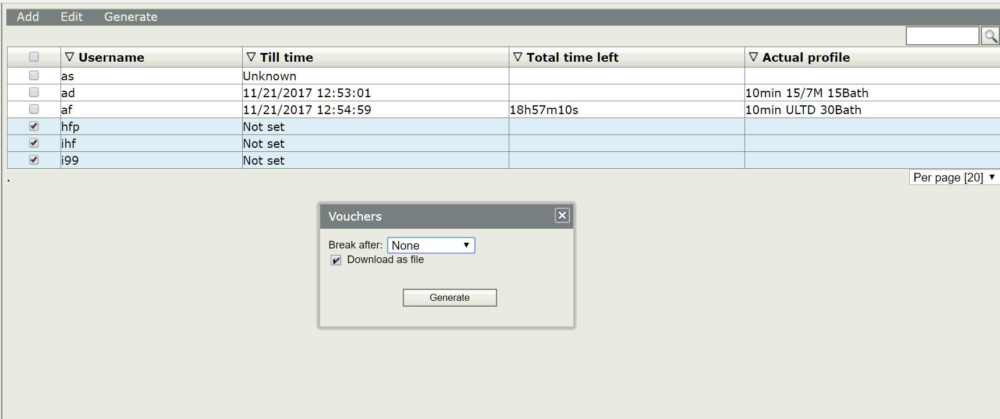 Add Edit Generate
Username Till time Total time left Actual profile
as Unknown
ad 11/21/2017 12:53:01 10min 15/7M 15Bath
af 11/21/2017 12:54:59 18h57m10s 10min ULTD 30Bath
hfp Not set
ihf Not set
i99 Not set
. Per page [20]
Vouchers
Break after: None
Download as file
Generate